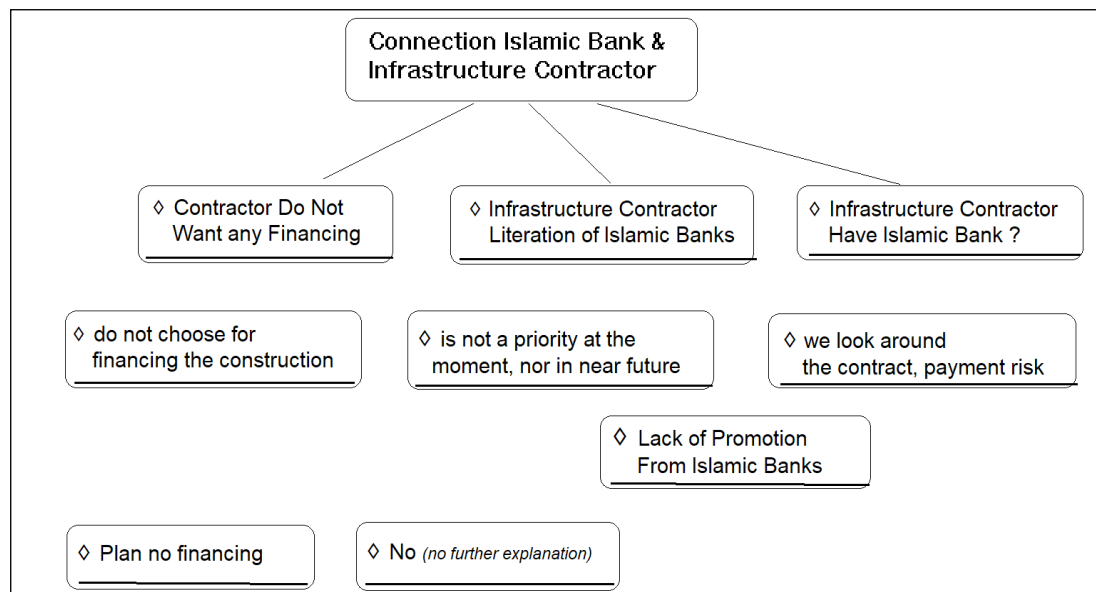 Connection Islamic Bank &
Infrastructure Contractor
◊ Contractor Do Not
Want any Financing
◊ Infrastructure Contractor
Literation of Islamic Banks
◊ Infrastructure Contractor
Have Islamic Bank ?
◊ do not choose for
financing the construction
◊ is not a priority at the
moment, nor in near future
◊ we look around
the contract, payment risk
◊ Lack of Promotion
From Islamic Banks
◊ Plan no financing
◊ No (no further explanation)